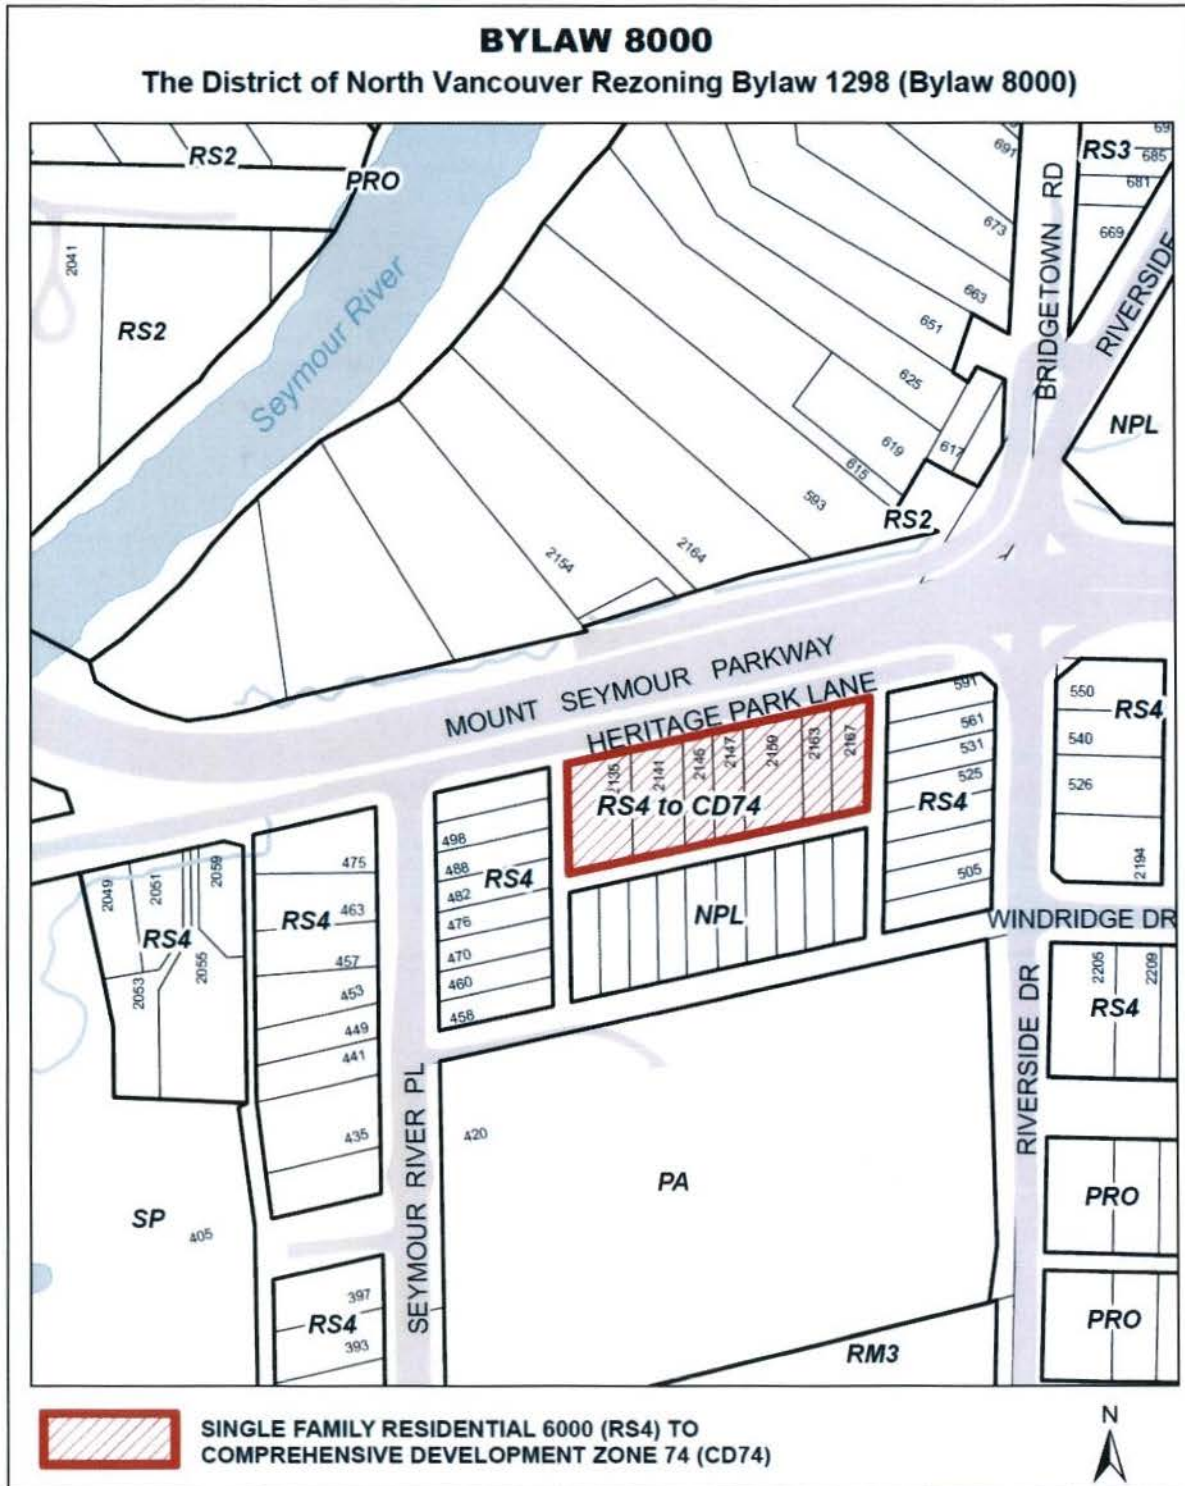 BYLAW 8000
The District of North Vancouver Rezoning Bylaw 1298 (Bylaw 8000)
RS2
PRO
691
RS3
685
681
669
2041
673
BRIDGETOWN RD
RIVERSIDE
RS2
Seymour River
663
651
625
NPL
619
617
615
593
RS2
2154
2164
MOUNT SEYMOUR PARKWAY
HERITAGE PARK LANE
591
550
RS4
561
540
531
526
525
RS4
2194
2135
2141
2145
2147
2159
2163
2167
RS4 to CD74
505
498
488
RS4
482
476
470
460
458
NPL
475
463
RS4
457
453
449
441
435
2049
2051
2059
RS4
2053
2055
WINDRIDGE DR
2205
2209
RS4
RIVERSIDE DR
SEYMOUR RIVER PL
420
PA
SP
405
PRO
397
RS4
393
RM3
PRO
SINGLE FAMILY RESIDENTIAL 6000 (RS4) TO
COMPREHENSIVE DEVELOPMENT ZONE 74 (CD74)
N